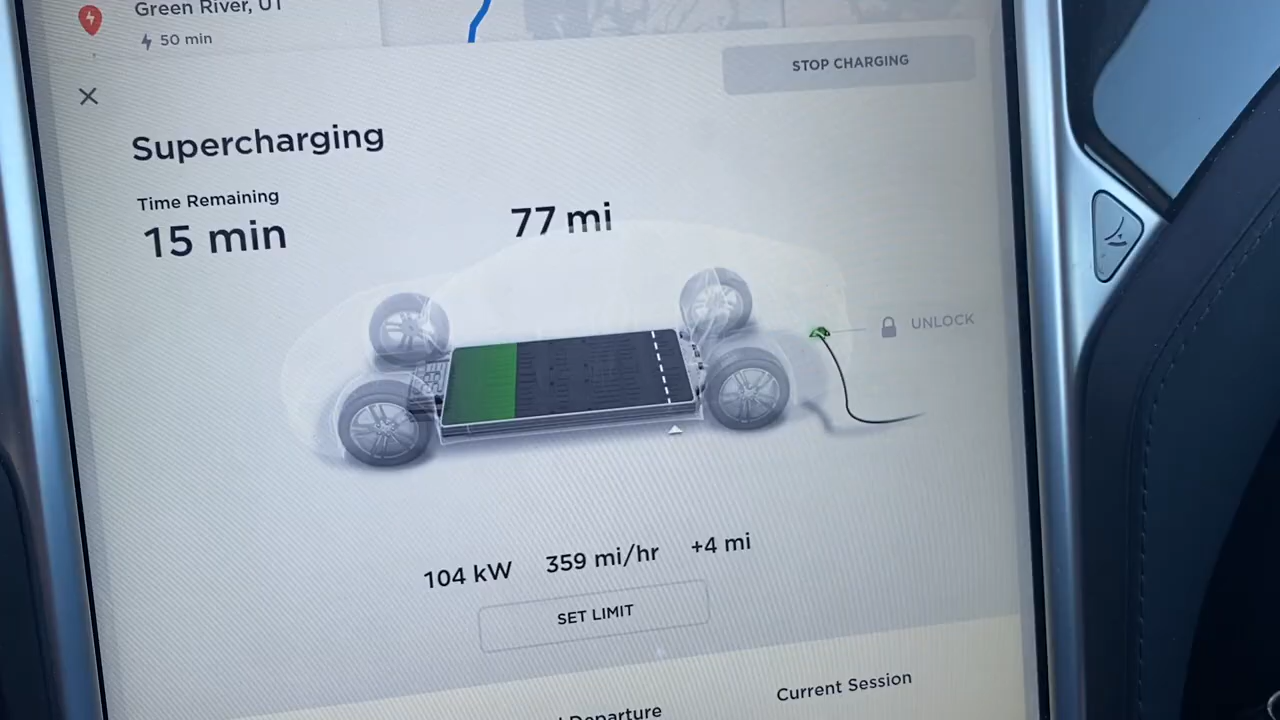 Green River, UT
50 min
STOP CHARGING
Supercharging
Time Remaining
15 min
77 mi
UNLOCK
104 kW 359 mi/hr +4 mi
SET LIMIT
Current Session
Departure